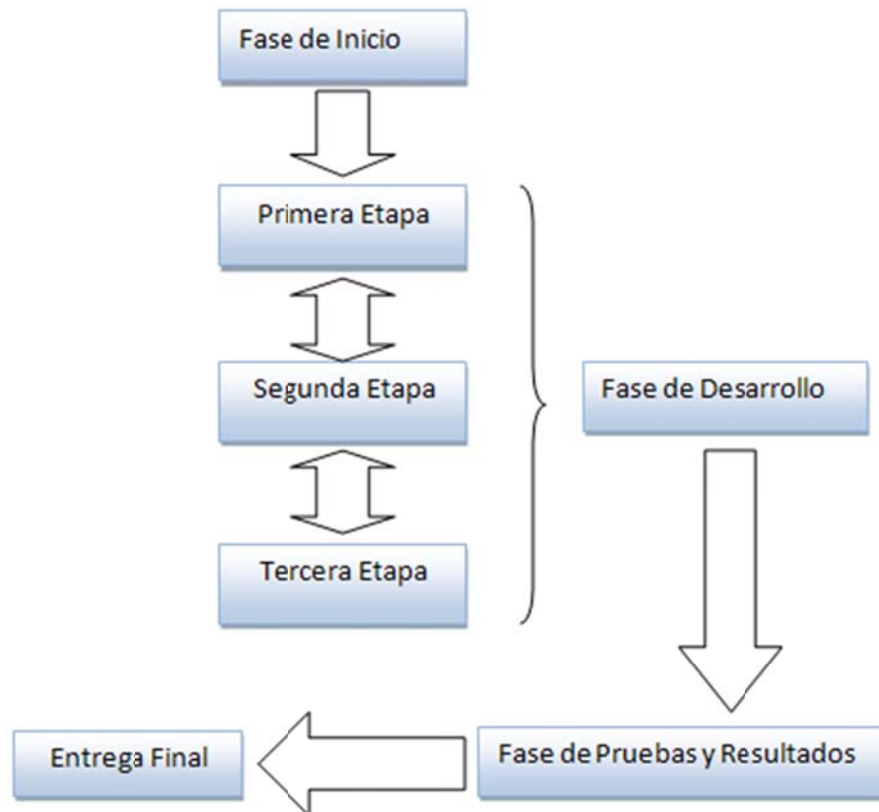 Fase de Inicio
Primera Etapa
Segunda Etapa
Fase de Desarrollo
Tercera Etapa
Fase de Pruebas y Resultados
Entrega Final